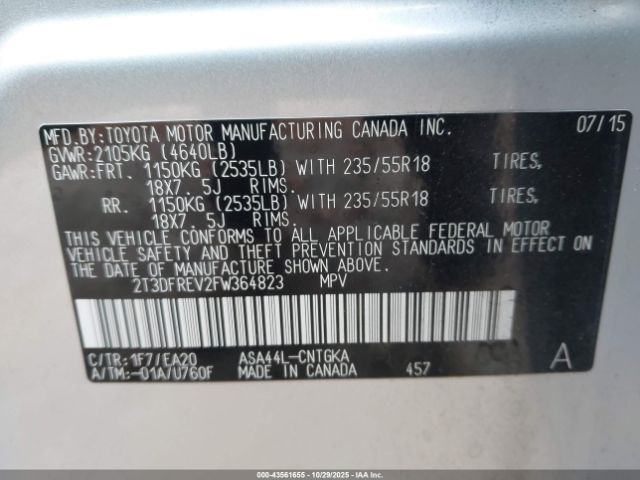 MFD.BY:TOYOTA MOTOR MANUFACTURING CANADA INC. 07/15
GVWR:2105KG (4640LB)
GAWR:FRT. 1150KG (2535LB) WITH 235/55R18 TIRES,
18X7. 5J RIMS.
RR. 1150KG (2535LB) WITH 235/55R18 TIRES,
18X7. 5J RIMS.
THIS VEHICLE CONFORMS TO ALL APPLICABLE FEDERAL MOTOR
VEHICLE SAFETY AND THEFT PREVENTION STANDARDS IN EFFECT ON
THE DATE OF MANUFACTURE SHOWN ABOVE.
2T3DFREV2FW364823 MPV
C/TR:1F7/EA20 ASA44L-CNTGKA
A/TM:-01A/U760F MADE IN CANADA 457 A
000-43561655 - 10/29/2025 - IAAI.com